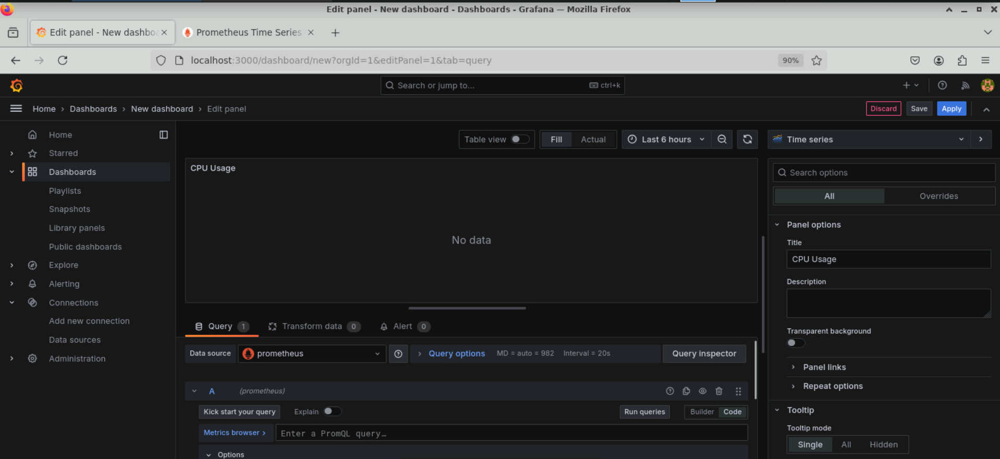 Edit panel - New dashboard - Dashboards - Grafana — Mozilla Firefox
Edit panel - New dashboa
Prometheus Time Series
localhost:3000/dashboard/new?orgId=1&editPanel=1&tab=query
90%
Search or jump to...
ctrl+k
Home › Dashboards › New dashboard › Edit panel
Discard
Save
Apply
Home
Starred
Dashboards
Playlists
Snapshots
Library panels
Public dashboards
Explore
Alerting
Connections
Add new connection
Data sources
Administration
Table view
Fill
Actual
Last 6 hours
CPU Usage
No data
Query 1
Transform data 0
Alert 0
Data source
prometheus
Query options
MD = auto = 982
Interval = 20s
Query inspector
A
(prometheus)
Kick start your query
Explain
Run queries
Builder
Code
Metrics browser ›
Enter a PromQL query…
Options
Time series
Search options
All
Overrides
Panel options
Title
CPU Usage
Description
Transparent background
Panel links
Repeat options
Tooltip
Tooltip mode
Single
All
Hidden